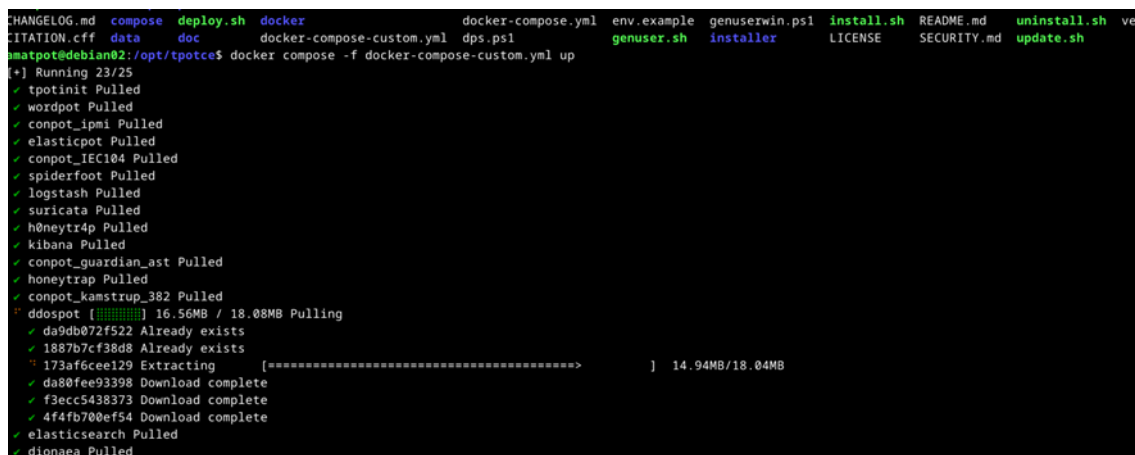 CHANGELOG.md compose deploy.sh docker docker-compose.yml env.example genuserwin.ps1 install.sh README.md uninstall.sh ve
CITATION.cff data doc docker-compose-custom.yml dps.ps1 genuser.sh installer LICENSE SECURITY.md update.sh
amatpot@debian02:/opt/tpotce$ docker compose -f docker-compose-custom.yml up
[+] Running 23/25
✔ tpotinit Pulled
✔ wordpot Pulled
✔ conpot_ipmi Pulled
✔ elasticpot Pulled
✔ conpot_IEC104 Pulled
✔ spiderfoot Pulled
✔ logstash Pulled
✔ suricata Pulled
✔ h0neytr4p Pulled
✔ kibana Pulled
✔ conpot_guardian_ast Pulled
✔ honeytrap Pulled
✔ conpot_kamstrup_382 Pulled
ddospot [⣿⣿⣿⣿⣿⣿] 16.56MB / 18.08MB Pulling
✔ da9db072f522 Already exists
✔ 1887b7cf38d8 Already exists
173af6cee129 Extracting [=========================================> ] 14.94MB/18.04MB
✔ da80fee93398 Download complete
✔ f3ecc5438373 Download complete
✔ 4f4fb700ef54 Download complete
✔ elasticsearch Pulled
✔ dionaea Pulled